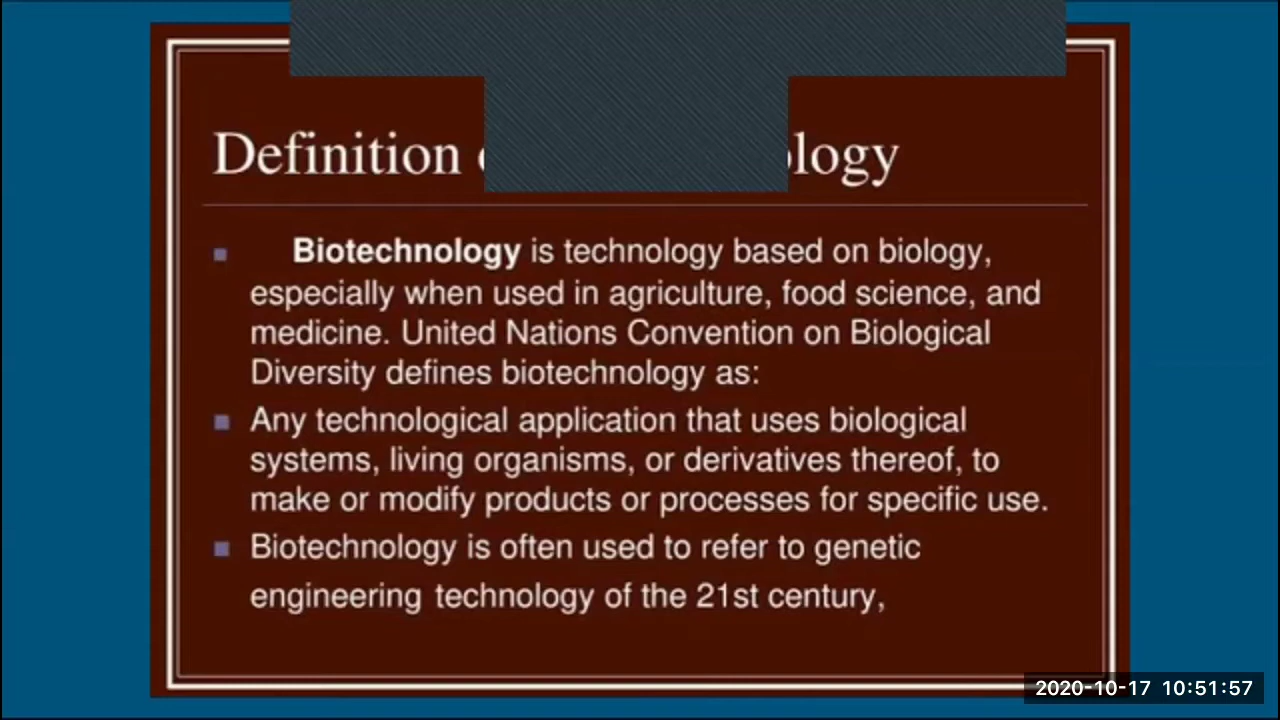 Definition
Biotechnology is technology based on biology,
especially when used in agriculture, food science, and
medicine. United Nations Convention on Biological
Diversity defines biotechnology as:
Any technological application that uses biological
systems, living organisms, or derivatives thereof, to
make or modify products or processes for specific use.
Biotechnology is often used to refer to genetic
engineering technology of the 21st century,
2020-10-17 10:51:57